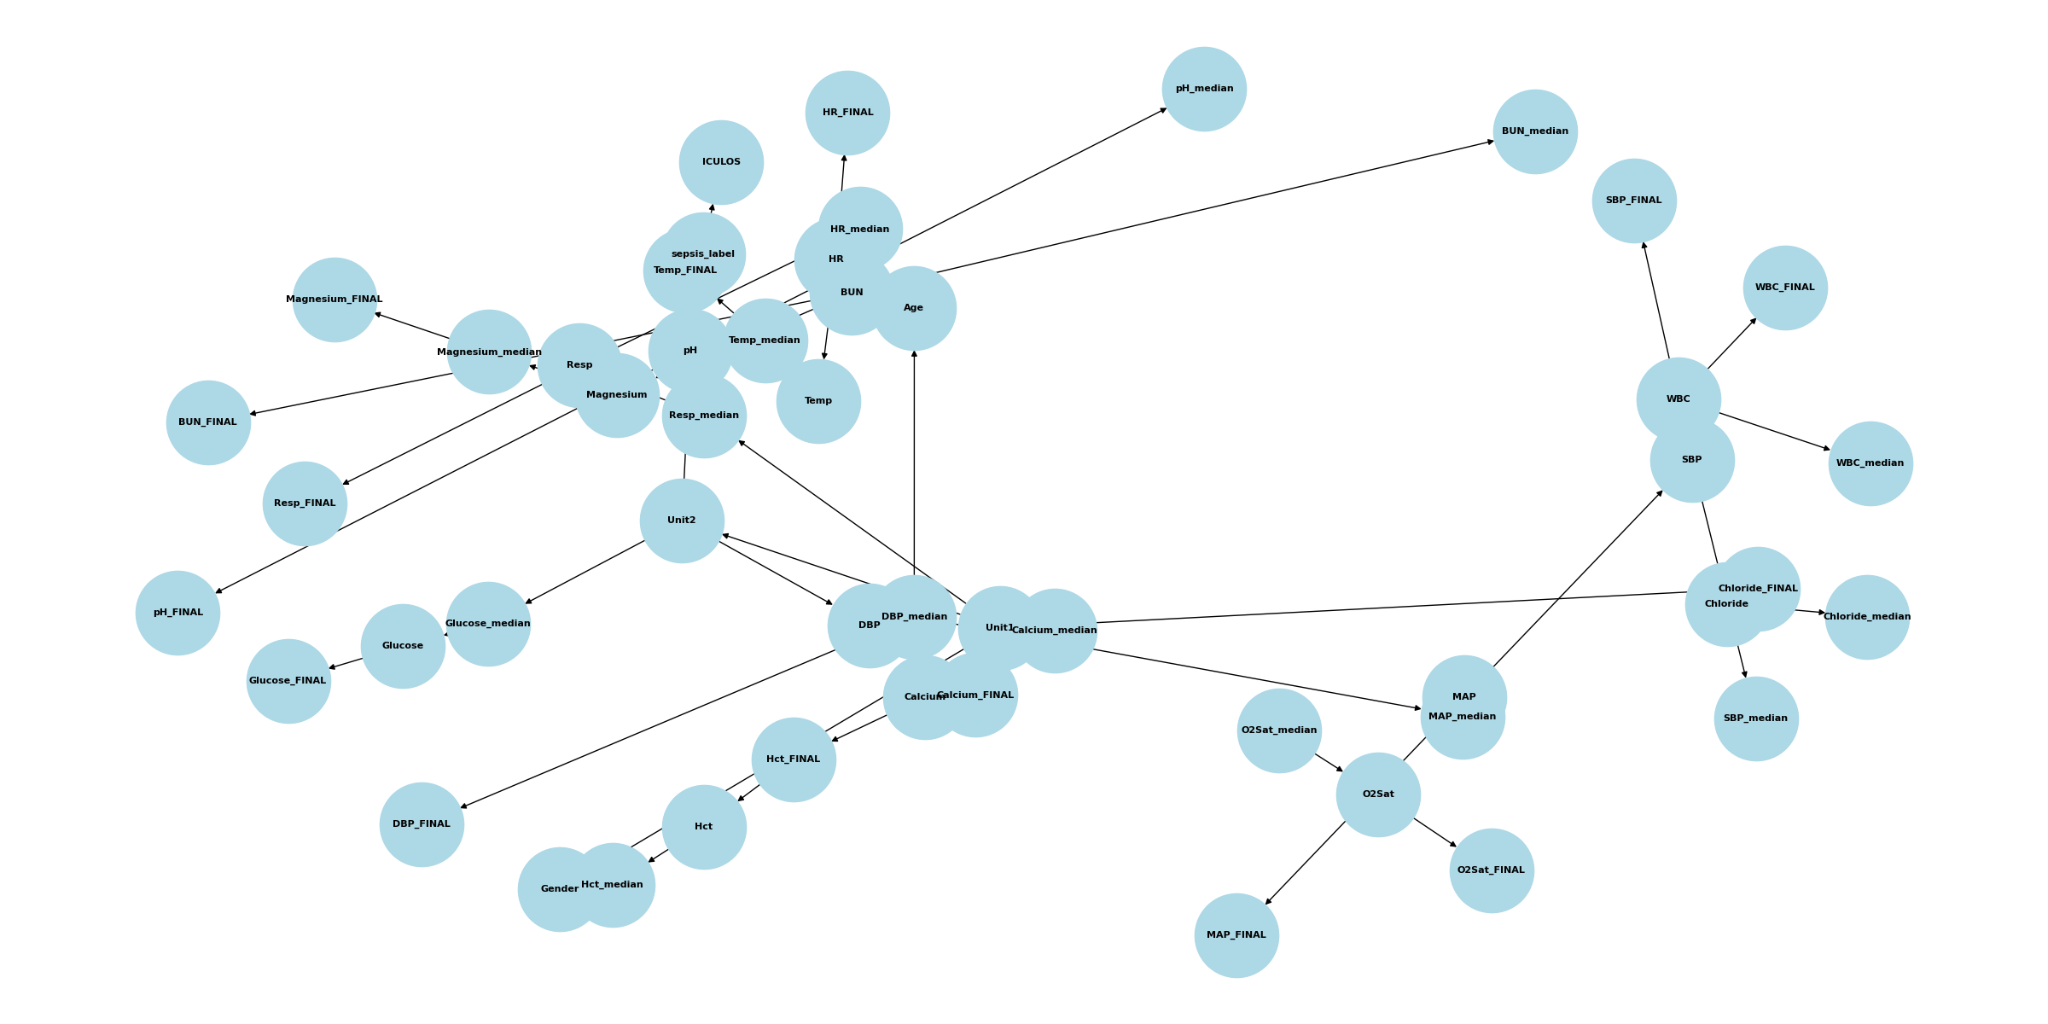 pH_median
HR_FINAL
BUN_median
ICULOS
SBP_FINAL
HR_median
sepsis_label
HR
Temp_FINAL
WBC_FINAL
BUN
Magnesium_FINAL
Age
Temp_median
pH
Magnesium_median
Resp
Magnesium
WBC
Temp
Resp_median
BUN_FINAL
SBP
WBC_median
Resp_FINAL
Unit2
Chloride_FINAL
Chloride
pH_FINAL
DBP_median
Chloride_median
Glucose_median
DBP
Unit1
Calcium_median
Glucose
Glucose_FINAL
Calcium
Calcium_FINAL
MAP
MAP_median
SBP_median
O2Sat_median
Hct_FINAL
O2Sat
DBP_FINAL
Hct
O2Sat_FINAL
Gender
Hct_median
MAP_FINAL